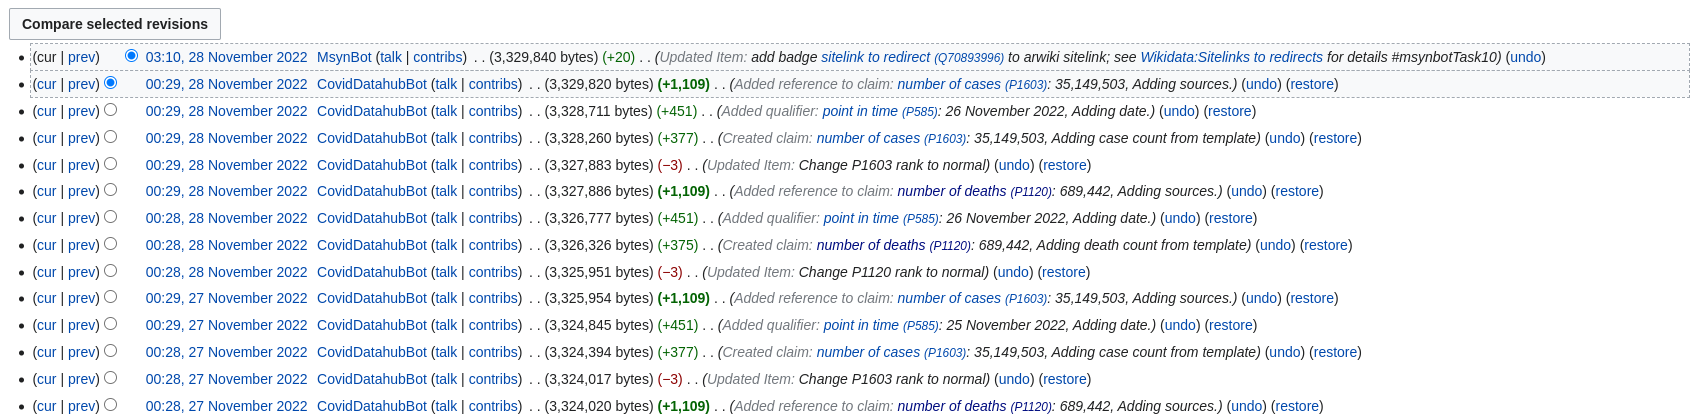 Compare selected revisions
• (cur | prev) 03:10, 28 November 2022 MsynBot (talk | contribs) . . (3,329,840 bytes) (+20) . . (Updated Item: add badge sitelink to redirect (Q70893996) to arwiki sitelink; see Wikidata:Sitelinks to redirects for details #msynbotTask10) (undo)
• (cur | prev) 00:29, 28 November 2022 CovidDatahubBot (talk | contribs) . . (3,329,820 bytes) (+1,109) . . (Added reference to claim: number of cases (P1603): 35,149,503, Adding sources.) (undo) (restore)
• (cur | prev) 00:29, 28 November 2022 CovidDatahubBot (talk | contribs) . . (3,328,711 bytes) (+451) . . (Added qualifier: point in time (P585): 26 November 2022, Adding date.) (undo) (restore)
• (cur | prev) 00:29, 28 November 2022 CovidDatahubBot (talk | contribs) . . (3,328,260 bytes) (+377) . . (Created claim: number of cases (P1603): 35,149,503, Adding case count from template) (undo) (restore)
• (cur | prev) 00:29, 28 November 2022 CovidDatahubBot (talk | contribs) . . (3,327,883 bytes) (−3) . . (Updated Item: Change P1603 rank to normal) (undo) (restore)
• (cur | prev) 00:29, 28 November 2022 CovidDatahubBot (talk | contribs) . . (3,327,886 bytes) (+1,109) . . (Added reference to claim: number of deaths (P1120): 689,442, Adding sources.) (undo) (restore)
• (cur | prev) 00:28, 28 November 2022 CovidDatahubBot (talk | contribs) . . (3,326,777 bytes) (+451) . . (Added qualifier: point in time (P585): 26 November 2022, Adding date.) (undo) (restore)
• (cur | prev) 00:28, 28 November 2022 CovidDatahubBot (talk | contribs) . . (3,326,326 bytes) (+375) . . (Created claim: number of deaths (P1120): 689,442, Adding death count from template) (undo) (restore)
• (cur | prev) 00:28, 28 November 2022 CovidDatahubBot (talk | contribs) . . (3,325,951 bytes) (−3) . . (Updated Item: Change P1120 rank to normal) (undo) (restore)
• (cur | prev) 00:29, 27 November 2022 CovidDatahubBot (talk | contribs) . . (3,325,954 bytes) (+1,109) . . (Added reference to claim: number of cases (P1603): 35,149,503, Adding sources.) (undo) (restore)
• (cur | prev) 00:29, 27 November 2022 CovidDatahubBot (talk | contribs) . . (3,324,845 bytes) (+451) . . (Added qualifier: point in time (P585): 25 November 2022, Adding date.) (undo) (restore)
• (cur | prev) 00:28, 27 November 2022 CovidDatahubBot (talk | contribs) . . (3,324,394 bytes) (+377) . . (Created claim: number of cases (P1603): 35,149,503, Adding case count from template) (undo) (restore)
• (cur | prev) 00:28, 27 November 2022 CovidDatahubBot (talk | contribs) . . (3,324,017 bytes) (−3) . . (Updated Item: Change P1603 rank to normal) (undo) (restore)
• (cur | prev) 00:28, 27 November 2022 CovidDatahubBot (talk | contribs) . . (3,324,020 bytes) (+1,109) . . (Added reference to claim: number of deaths (P1120): 689,442, Adding sources.) (undo) (restore)